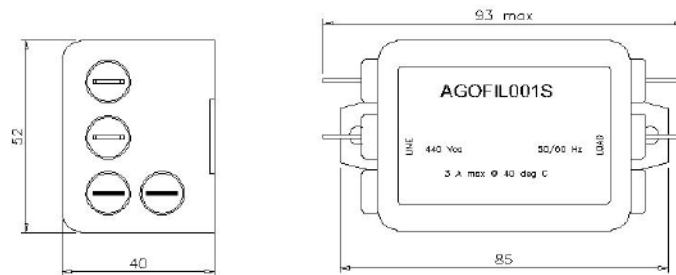 93 max
52
40
AGOFIL001S
LINE
440 Vac
50/60 Hz
LOAD
3 A max @ 40 deg C
85